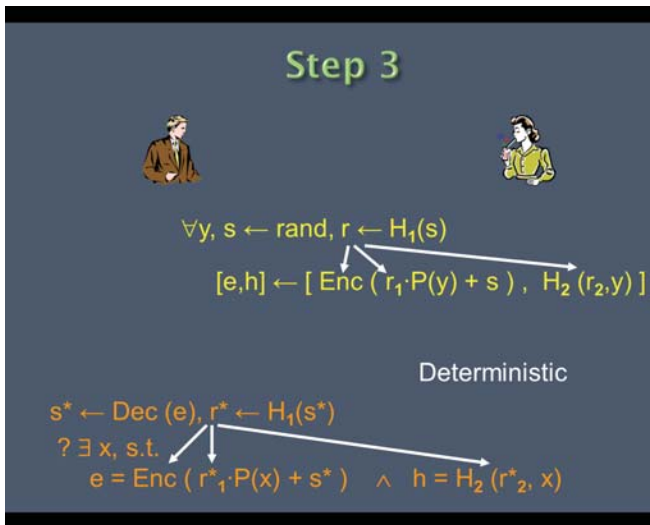 Step 3
∀y, s ← rand, r ← H₁(s)
[e,h] ← [ Enc ( r₁·P(y) + s ) , H₂ (r₂,y) ]
Deterministic
s* ← Dec (e), r* ← H₁(s*)
? ∃ x, s.t.
e = Enc ( r*₁·P(x) + s* ) ∧ h = H₂ (r*₂, x)